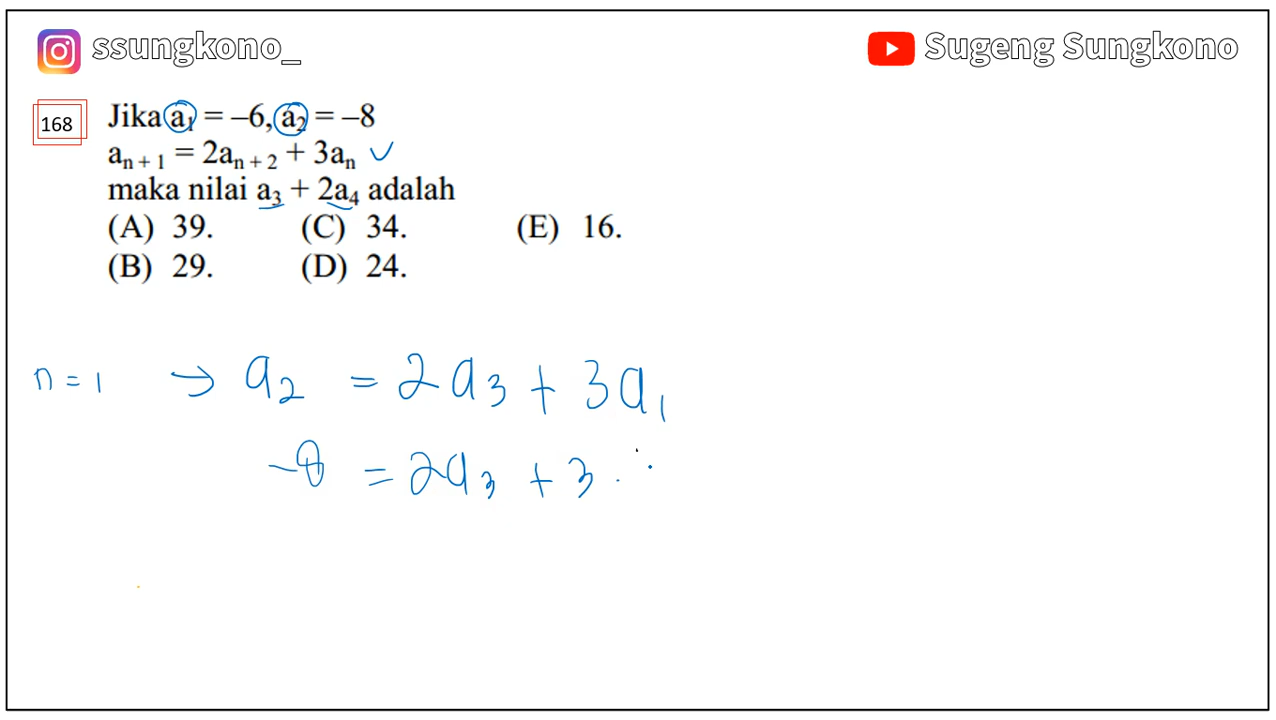 ssungkono_
Sugeng Sungkono
168
Jika a₁ = –6, a₂ = –8
aₙ ₊ ₁ = 2aₙ ₊ ₂ + 3aₙ
maka nilai a₃ + 2a₄ adalah
(A) 39. (C) 34. (E) 16.
(B) 29. (D) 24.
n = 1 → a₂ = 2a₃ + 3a₁
-8 = 2a₃ + 3 .